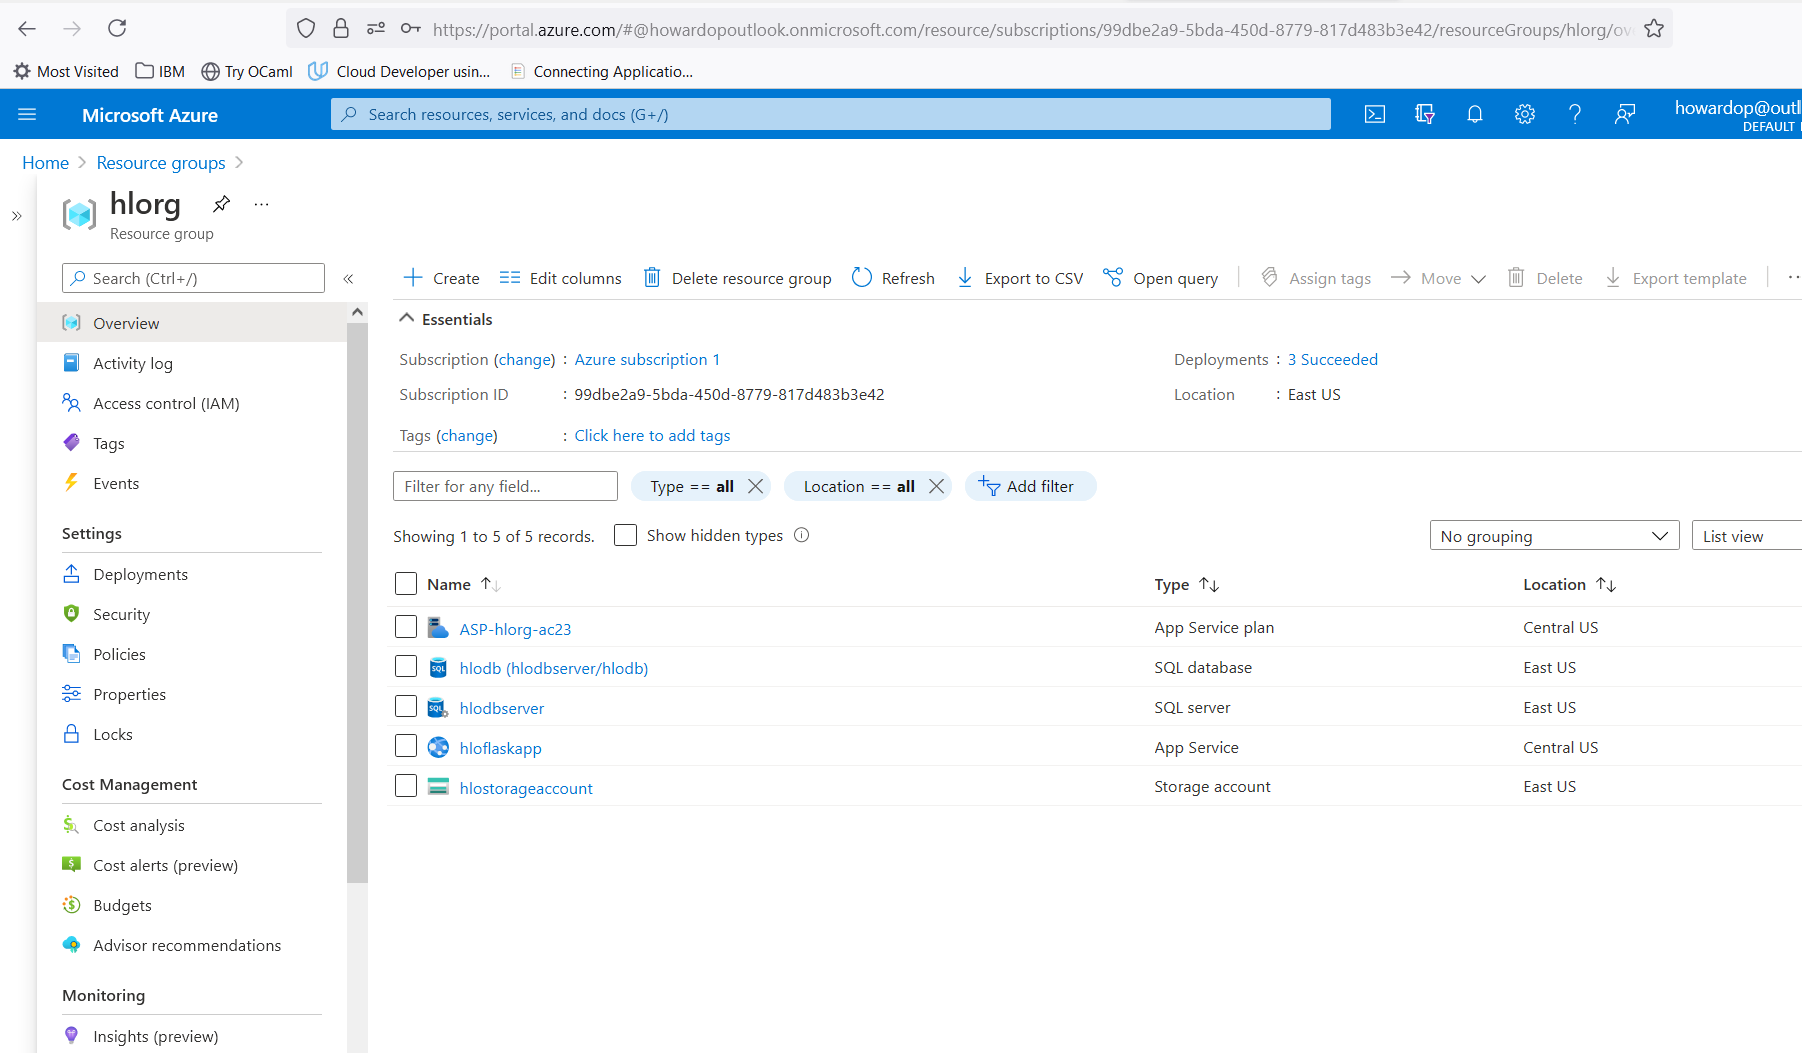 https://portal.azure.com/#@howardopoutlook.onmicrosoft.com/resource/subscriptions/99dbe2a9-5bda-450d-8779-817d483b3e42/resourceGroups/hlorg/ov
Most Visited IBM Try OCaml Cloud Developer usin... Connecting Applicatio...
Microsoft Azure
Search resources, services, and docs (G+/)
howardop@outl
DEFAULT
Home > Resource groups >
hlorg ...
Resource group
Search (Ctrl+/)
Create Edit columns Delete resource group Refresh Export to CSV Open query Assign tags Move Delete Export template
Overview
Activity log
Access control (IAM)
Tags
Events
Settings
Deployments
Security
Policies
Properties
Locks
Cost Management
Cost analysis
Cost alerts (preview)
Budgets
Advisor recommendations
Monitoring
Insights (preview)
Essentials
Subscription (change) : Azure subscription 1
Subscription ID : 99dbe2a9-5bda-450d-8779-817d483b3e42
Tags (change) : Click here to add tags
Deployments : 3 Succeeded
Location : East US
Filter for any field... Type == all Location == all Add filter
Showing 1 to 5 of 5 records. Show hidden types No grouping List view
Name Type Location
ASP-hlorg-ac23 App Service plan Central US
hlodb (hlodbserver/hlodb) SQL database East US
hlodbserver SQL server East US
hloflaskapp App Service Central US
hlostorageaccount Storage account East US